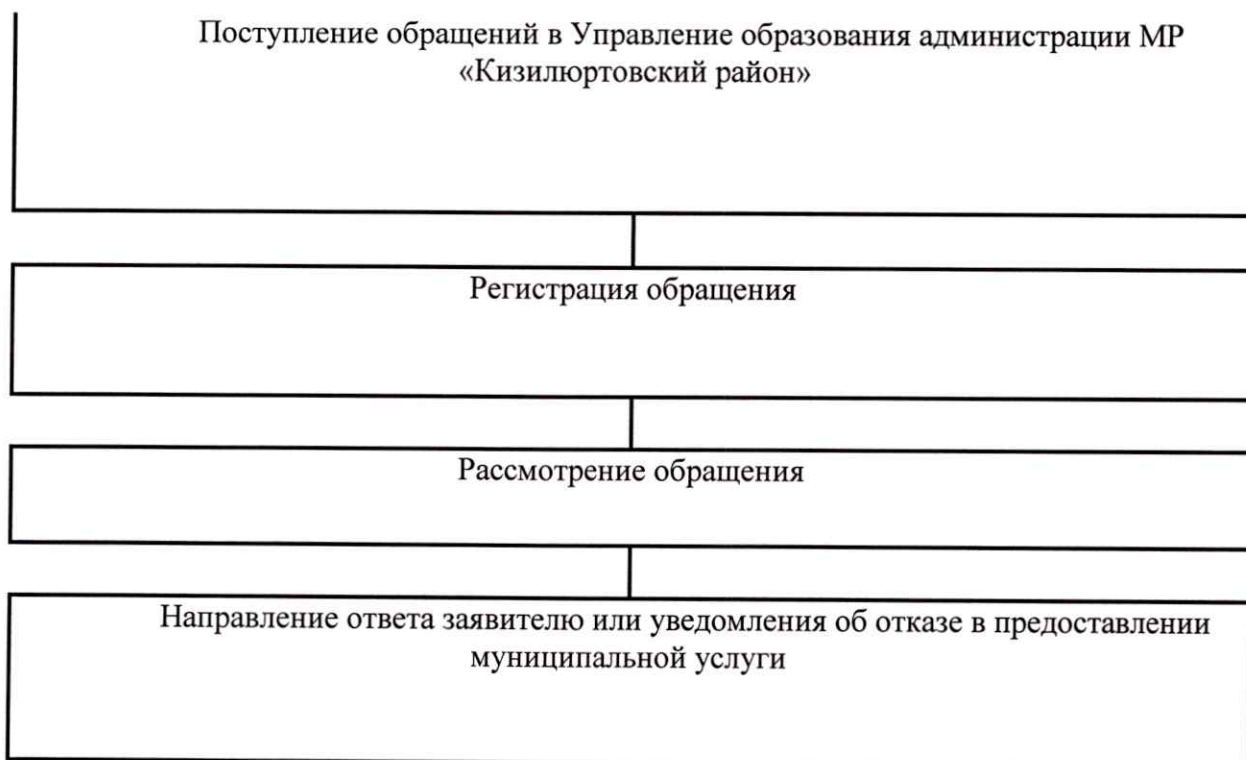 Поступление обращений в Управление образования администрации МР
«Кизилюртовский район»
Регистрация обращения
Рассмотрение обращения
Направление ответа заявителю или уведомления об отказе в предоставлении
муниципальной услуги